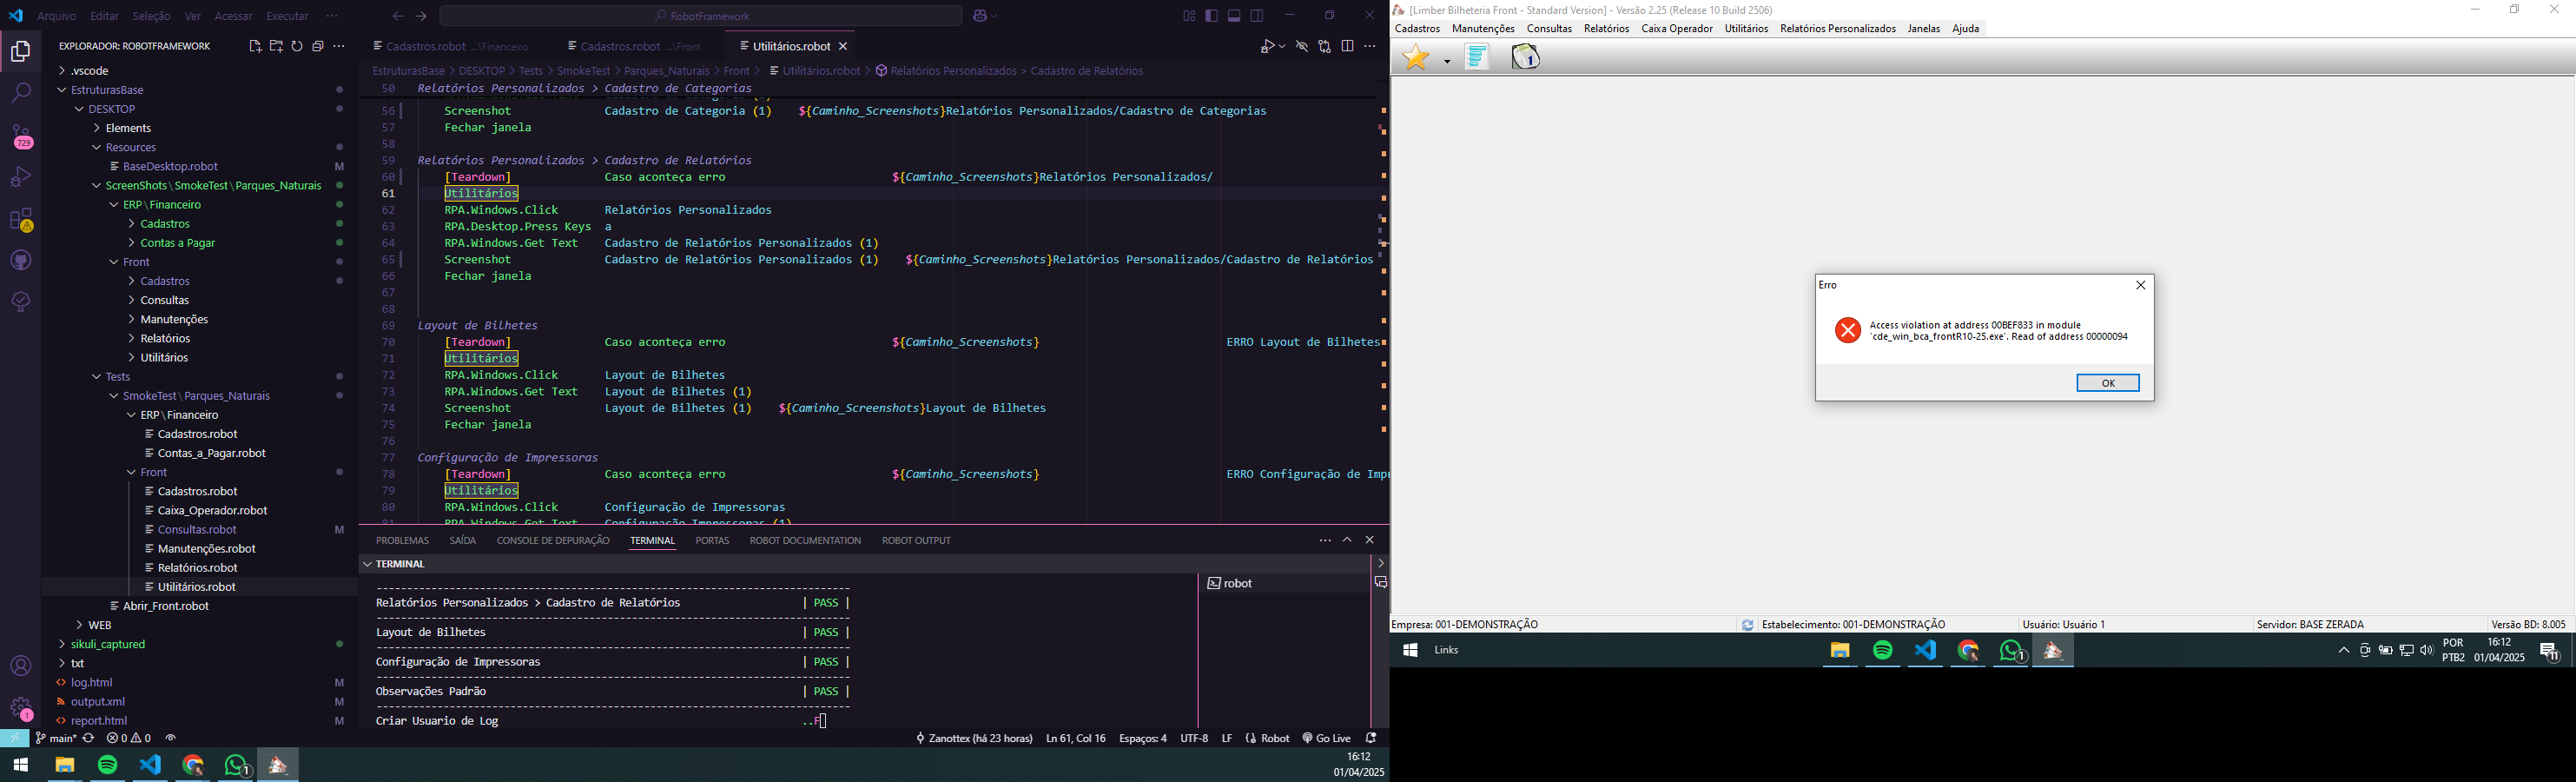 Arquivo Editar Seleção Ver Acessar Executar ···
RobotFramework
EXPLORADOR: ROBOTFRAMEWORK
.vscode
EstruturasBase
DESKTOP
Elements
Resources
BaseDesktop.robot M
ScreenShots\SmokeTest\Parques_Naturais
ERP\Financeiro
Cadastros
Contas a Pagar
Front
Cadastros
Consultas
Manutenções
Relatórios
Utilitários
Tests
SmokeTest\Parques_Naturais
ERP\Financeiro
Cadastros.robot
Contas_a_Pagar.robot
Front
Cadastros.robot
Caixa_Operador.robot
Consultas.robot M
Manutenções.robot
Relatórios.robot
Utilitários.robot
Abrir_Front.robot
WEB
sikuli_captured
txt
log.html M
output.xml M
report.html M
729
1
Cadastros.robot ...\Financeiro
Cadastros.robot ...\Front
Utilitários.robot
EstruturasBase > DESKTOP > Tests > SmokeTest > Parques_Naturais > Front > Utilitários.robot > Relatórios Personalizados > Cadastro de Relatórios
50 Relatórios Personalizados > Cadastro de Categorias
56 Screenshot Cadastro de Categoria (1) ${Caminho_Screenshots}Relatórios Personalizados/Cadastro de Categorias
57 Fechar janela
58
59 Relatórios Personalizados > Cadastro de Relatórios
60 [Teardown] Caso aconteça erro ${Caminho_Screenshots}Relatórios Personalizados/
61 Utilitários
62 RPA.Windows.Click Relatórios Personalizados
63 RPA.Desktop.Press Keys a
64 RPA.Windows.Get Text Cadastro de Relatórios Personalizados (1)
65 Screenshot Cadastro de Relatórios Personalizados (1) ${Caminho_Screenshots}Relatórios Personalizados/Cadastro de Relatórios
66 Fechar janela
67
68
69 Layout de Bilhetes
70 [Teardown] Caso aconteça erro ${Caminho_Screenshots} ERRO Layout de Bilhetes
71 Utilitários
72 RPA.Windows.Click Layout de Bilhetes
73 RPA.Windows.Get Text Layout de Bilhetes (1)
74 Screenshot Layout de Bilhetes (1) ${Caminho_Screenshots}Layout de Bilhetes
75 Fechar janela
76
77 Configuração de Impressoras
78 [Teardown] Caso aconteça erro ${Caminho_Screenshots} ERRO Configuração de Imp
79 Utilitários
80 RPA.Windows.Click Configuração de Impressoras
81 RPA.Windows.Get Text Configuração Impressoras (1)
PROBLEMAS SAÍDA CONSOLE DE DEPURAÇÃO TERMINAL PORTAS ROBOT DOCUMENTATION ROBOT OUTPUT
TERMINAL
robot
------------------------------------------------------------------------------
Relatórios Personalizados > Cadastro de Relatórios | PASS |
------------------------------------------------------------------------------
Layout de Bilhetes | PASS |
------------------------------------------------------------------------------
Configuração de Impressoras | PASS |
------------------------------------------------------------------------------
Observações Padrão | PASS |
------------------------------------------------------------------------------
Criar Usuario de Log ..F
main* 0 0
Zanottex (há 23 horas) Ln 61, Col 16 Espaços: 4 UTF-8 LF Robot Go Live
1
16:12
01/04/2025
[Limber Bilheteria Front - Standard Version] - Versão 2.25 (Release 10 Build 2506)
Cadastros Manutenções Consultas Relatórios Caixa Operador Utilitários Relatórios Personalizados Janelas Ajuda
1
Erro
Access violation at address 00BEF833 in module
'cde_win_bca_frontR10-25.exe'. Read of address 00000094
OK
Empresa: 001-DEMONSTRAÇÃO Estabelecimento: 001-DEMONSTRAÇÃO Usuário: Usuário 1 Servidor: BASE ZERADA Versão BD: 8.005
Links
1
POR
PTB2
16:12
01/04/2025
11